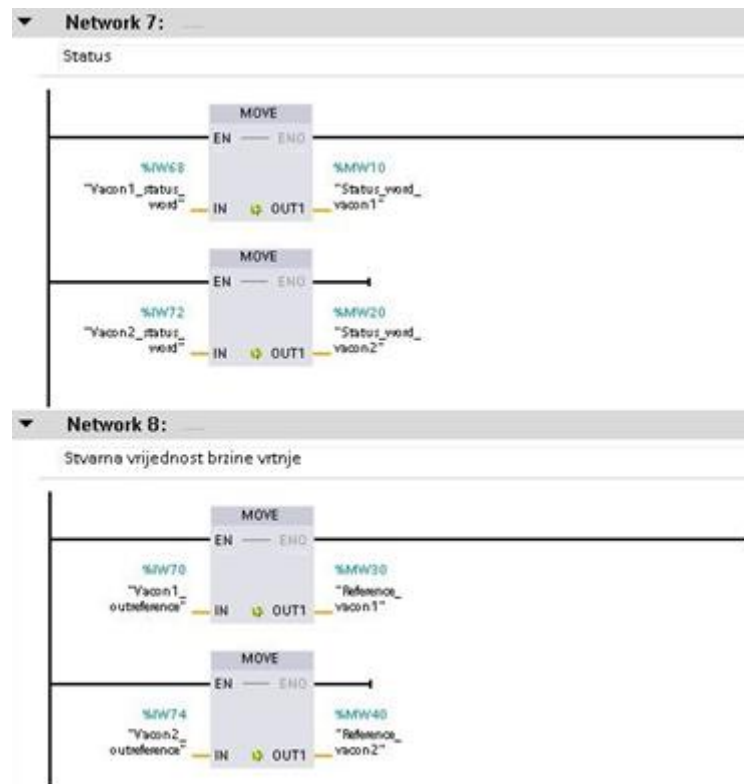 Network 7:
Status
MOVE
EN ENO
%IW68
"Vacon1_status_
word"
IN OUT1
%MW10
"Status_word_
vacon1"
MOVE
EN ENO
%IW72
"Vacon2_status_
word"
IN OUT1
%MW20
"Status_word_
vacon2"
Network 8:
Stvarna vrijednost brzine vrtnje
MOVE
EN ENO
%IW70
"Vacon1_
outreference"
IN OUT1
%MW30
"Reference_
vacon1"
MOVE
EN ENO
%IW74
"Vacon2_
outreference"
IN OUT1
%MW40
"Reference_
vacon2"